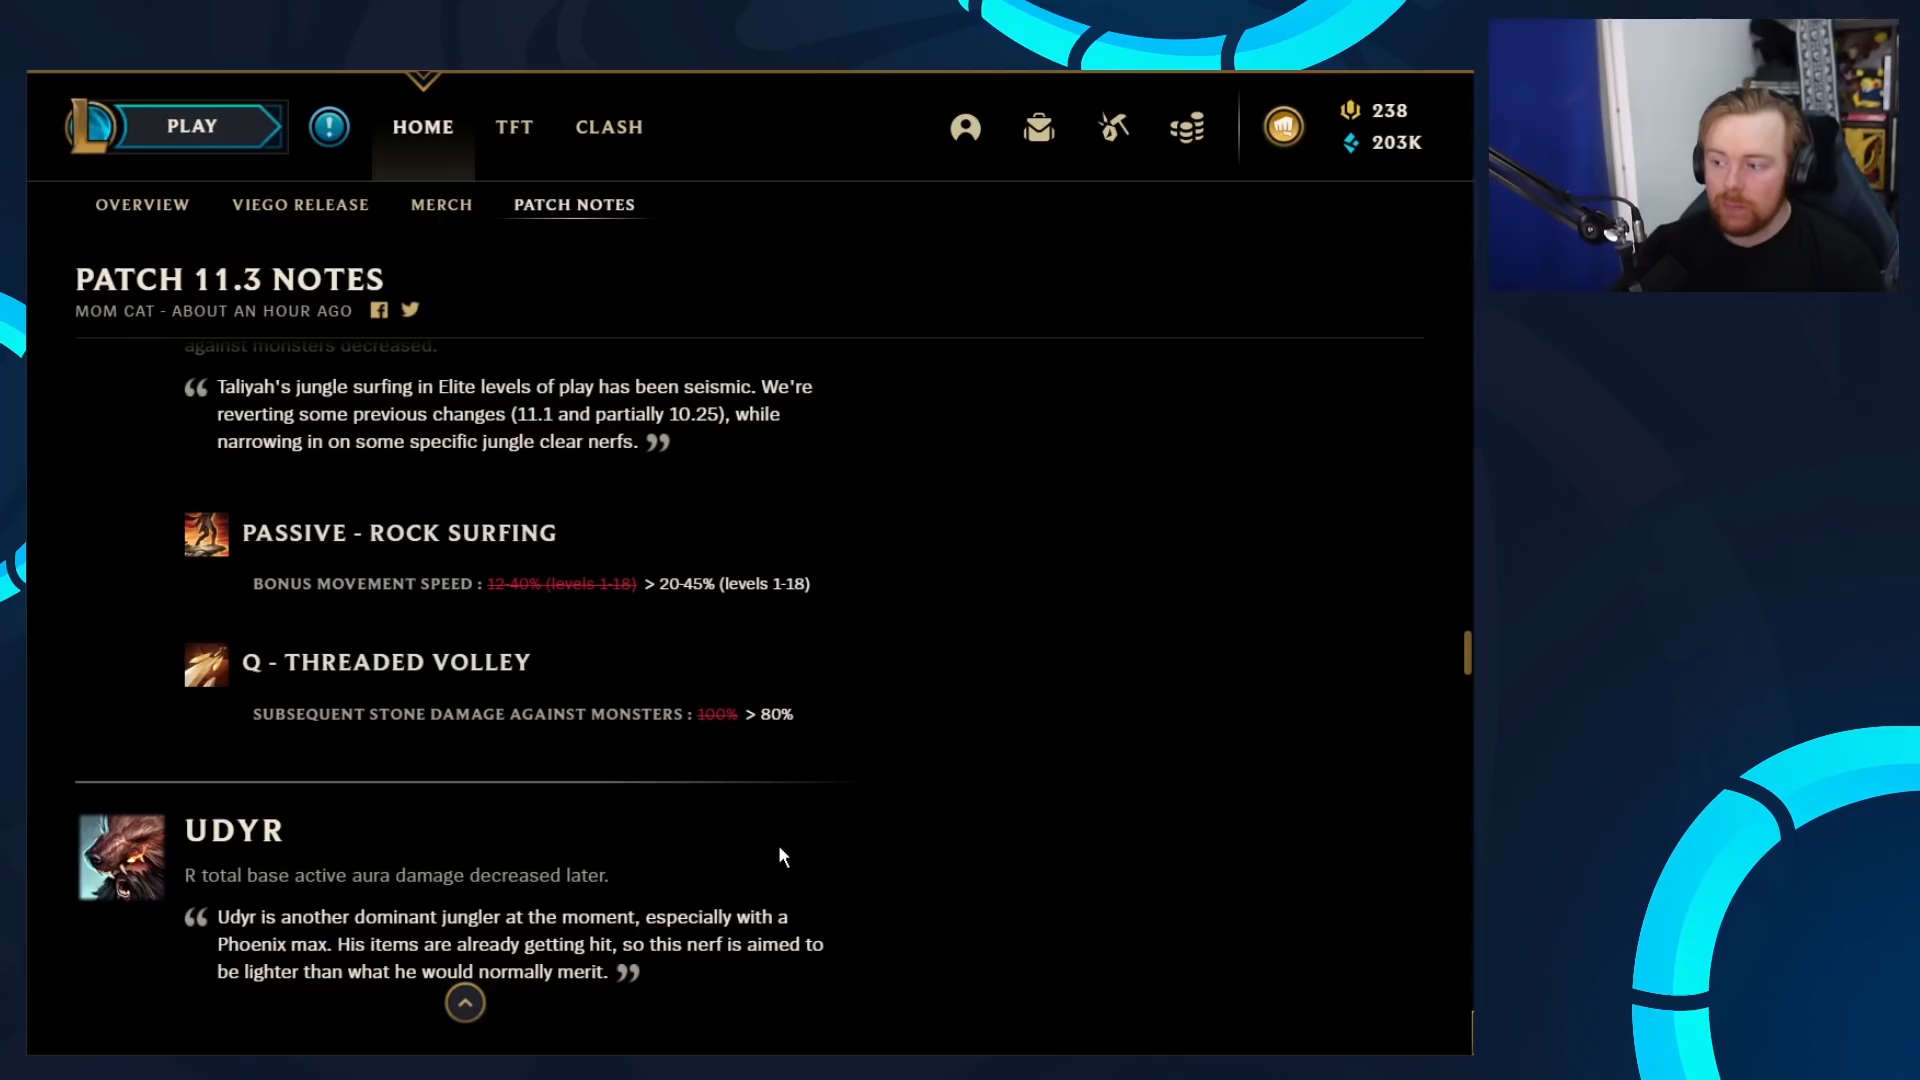 PLAY
HOME
TFT
CLASH
238
203K
OVERVIEW
VIEGO RELEASE
MERCH
PATCH NOTES
PATCH 11.3 NOTES
MOM CAT - ABOUT AN HOUR AGO
against monsters decreased.
“ Taliyah's jungle surfing in Elite levels of play has been seismic. We're
reverting some previous changes (11.1 and partially 10.25), while
narrowing in on some specific jungle clear nerfs. ”
PASSIVE - ROCK SURFING
BONUS MOVEMENT SPEED : 12-40% (levels 1-18) > 20-45% (levels 1-18)
Q - THREADED VOLLEY
SUBSEQUENT STONE DAMAGE AGAINST MONSTERS : 100% > 80%
UDYR
R total base active aura damage decreased later.
“ Udyr is another dominant jungler at the moment, especially with a
Phoenix max. His items are already getting hit, so this nerf is aimed to
be lighter than what he would normally merit. ”